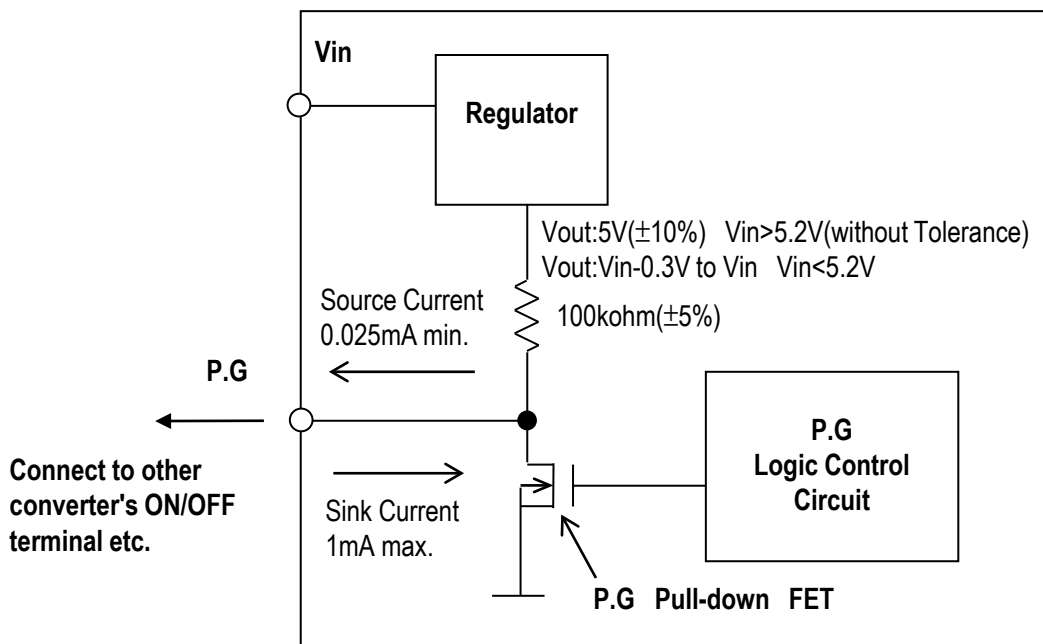 Vin
Regulator
Vout:5V(±10%) Vin>5.2V(without Tolerance)
Vout:Vin-0.3V to Vin Vin<5.2V
Source Current
0.025mA min.
100kohm(±5%)
P.G
P.G
Logic Control
Circuit
Connect to other
converter's ON/OFF
terminal etc.
Sink Current
1mA max.
P.G Pull-down FET